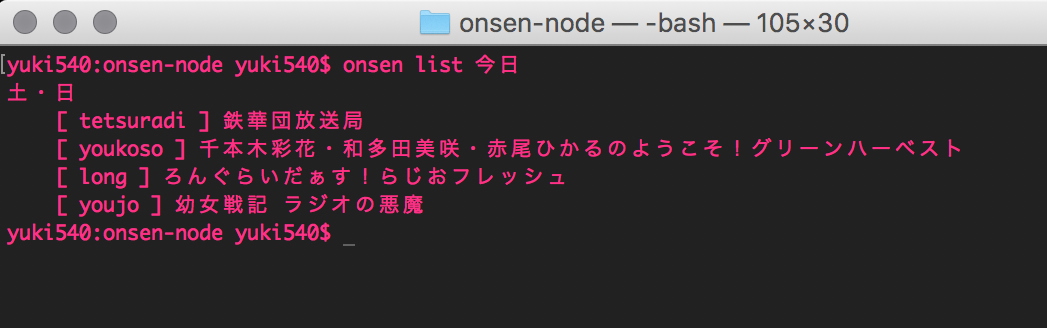 onsen-node — -bash — 105×30
yuki540:onsen-node yuki540$ onsen list 今日
土・日
[ tetsuradi ] 鉄華団放送局
[ youkoso ] 千本木彩花・和多田美咲・赤尾ひかるのようこそ！グリーンハーベスト
[ long ] ろんぐらいだぁす！らじおフレッシュ
[ youjo ] 幼女戦記 ラジオの悪魔
yuki540:onsen-node yuki540$ _